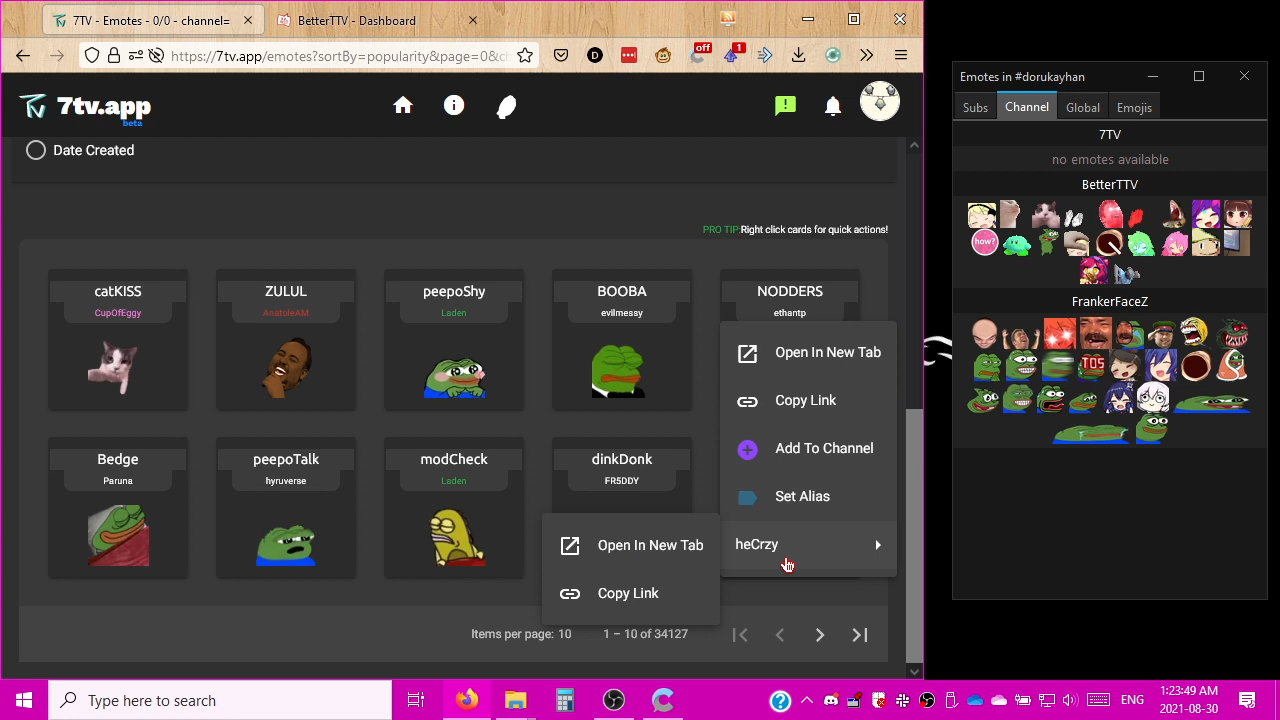 7TV - Emotes - 0/0 - channel=
BetterTTV - Dashboard
https://7tv.app/emotes?sortBy=popularity&page=0&c
off
1
7tv.app
beta
Date Created
PRO TIP:Right click cards for quick actions!
catKISS
CupOfEggy
ZULUL
AnatoleAM
peepoShy
Laden
BOOBA
evilmessy
NODDERS
ethantp
Open In New Tab
Copy Link
Add To Channel
Set Alias
heCrzy
Open In New Tab
Copy Link
Bedge
Paruna
peepoTalk
hyruverse
modCheck
Laden
dinkDonk
FR5DDY
Items per page: 10
1 – 10 of 34127
Emotes in #dorukayhan
Subs
Channel
Global
Emojis
7TV
no emotes available
BetterTTV
how?
FrankerFaceZ
TOS
Type here to search
ENG
1:23:49 AM
2021-08-30